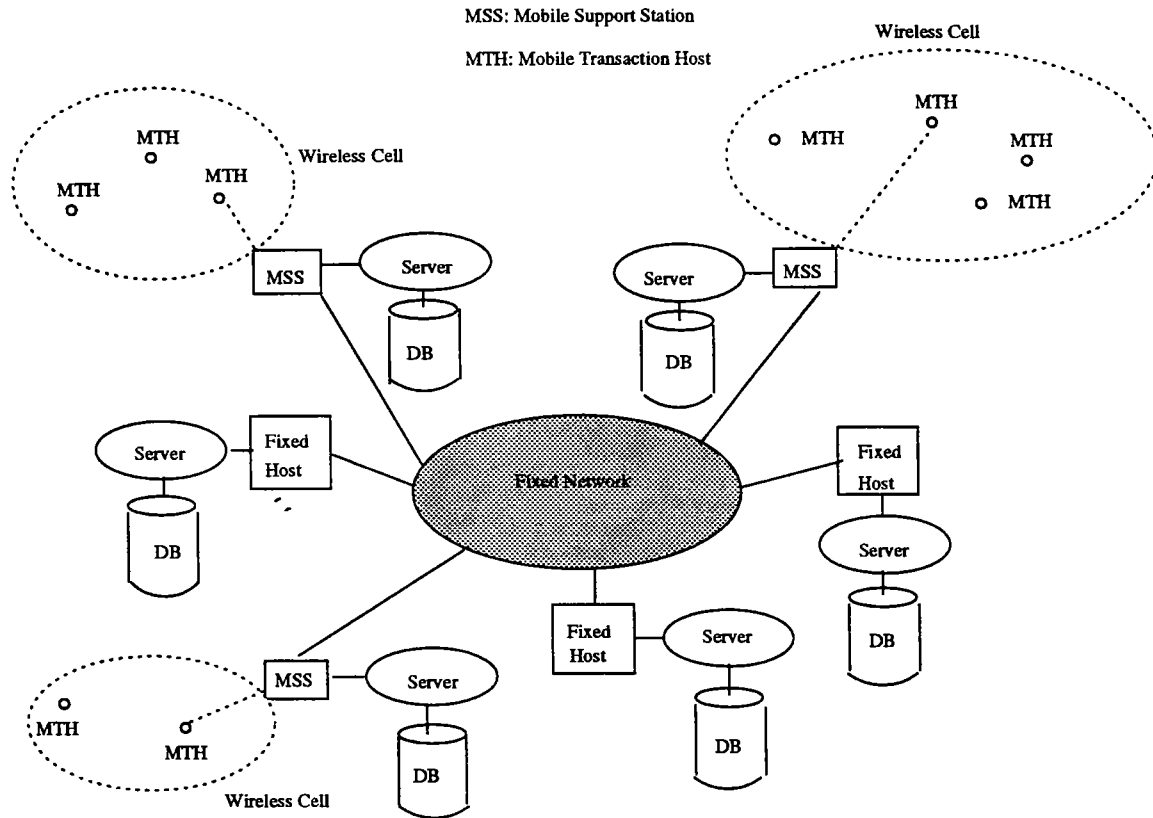 MSS: Mobile Support Station
Wireless Cell
MTH: Mobile Transaction Host
MTH
MTH
MTH
MTH
MTH
MTH
MTH
Wireless Cell
MSS
Server
DB
Server
MSS
DB
Server
Fixed
Host
DB
Fixed Network
Fixed
Host
Server
DB
Fixed
Host
Server
DB
MSS
Server
DB
MTH
MTH
Wireless Cell